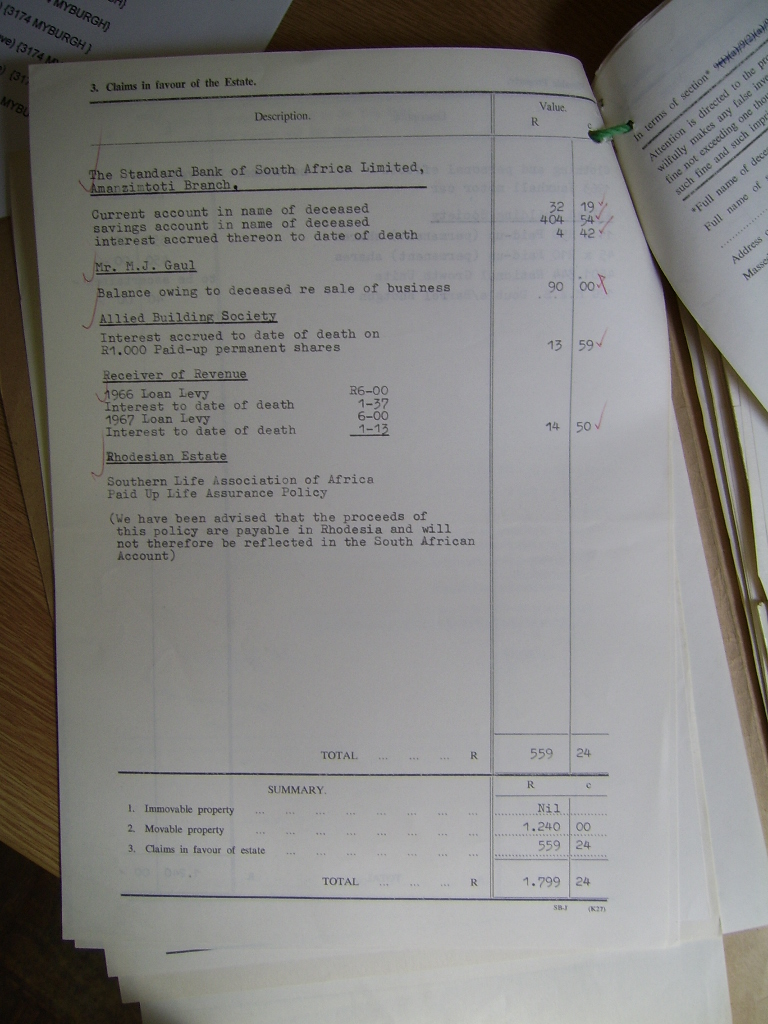 3174 MYBURGH)
(3174 MYBURGH }
3. Claims in favour of the Estate.
Description.
Value.
R c
The Standard Bank of South Africa Limited,
Amanzimtoti Branch.
Current account in name of deceased 32 19
savings account in name of deceased 404 54
interest accrued thereon to date of death 4 42
Mr. M.J. Gaul
Balance owing to deceased re sale of business 90 00
Allied Building Society
Interest accrued to date of death on
R1.000 Paid-up permanent shares 13 59
Receiver of Revenue
1966 Loan Levy R6-00
Interest to date of death 1-37
1967 Loan Levy 6-00
Interest to date of death 1-13 14 50
Rhodesian Estate
Southern Life Association of Africa
Paid Up Life Assurance Policy
(We have been advised that the proceeds of
this policy are payable in Rhodesia and will
not therefore be reflected in the South African
Account)
TOTAL ... ... ... R 559 24
SUMMARY.
R c
1. Immovable property ... ... ... ... ... ... ... Nil
2. Movable property ... ... ... ... ... ... ... 1.240 00
3. Claims in favour of estate ... ... ... ... ... ... ... 559 24
TOTAL ... ... ... R 1.799 24
SB-J (K27)
In terms of section*
Attention is directed to the
wilfully makes any false
fine not exceeding one
such fine and such
*Full name of
Full name of
Address